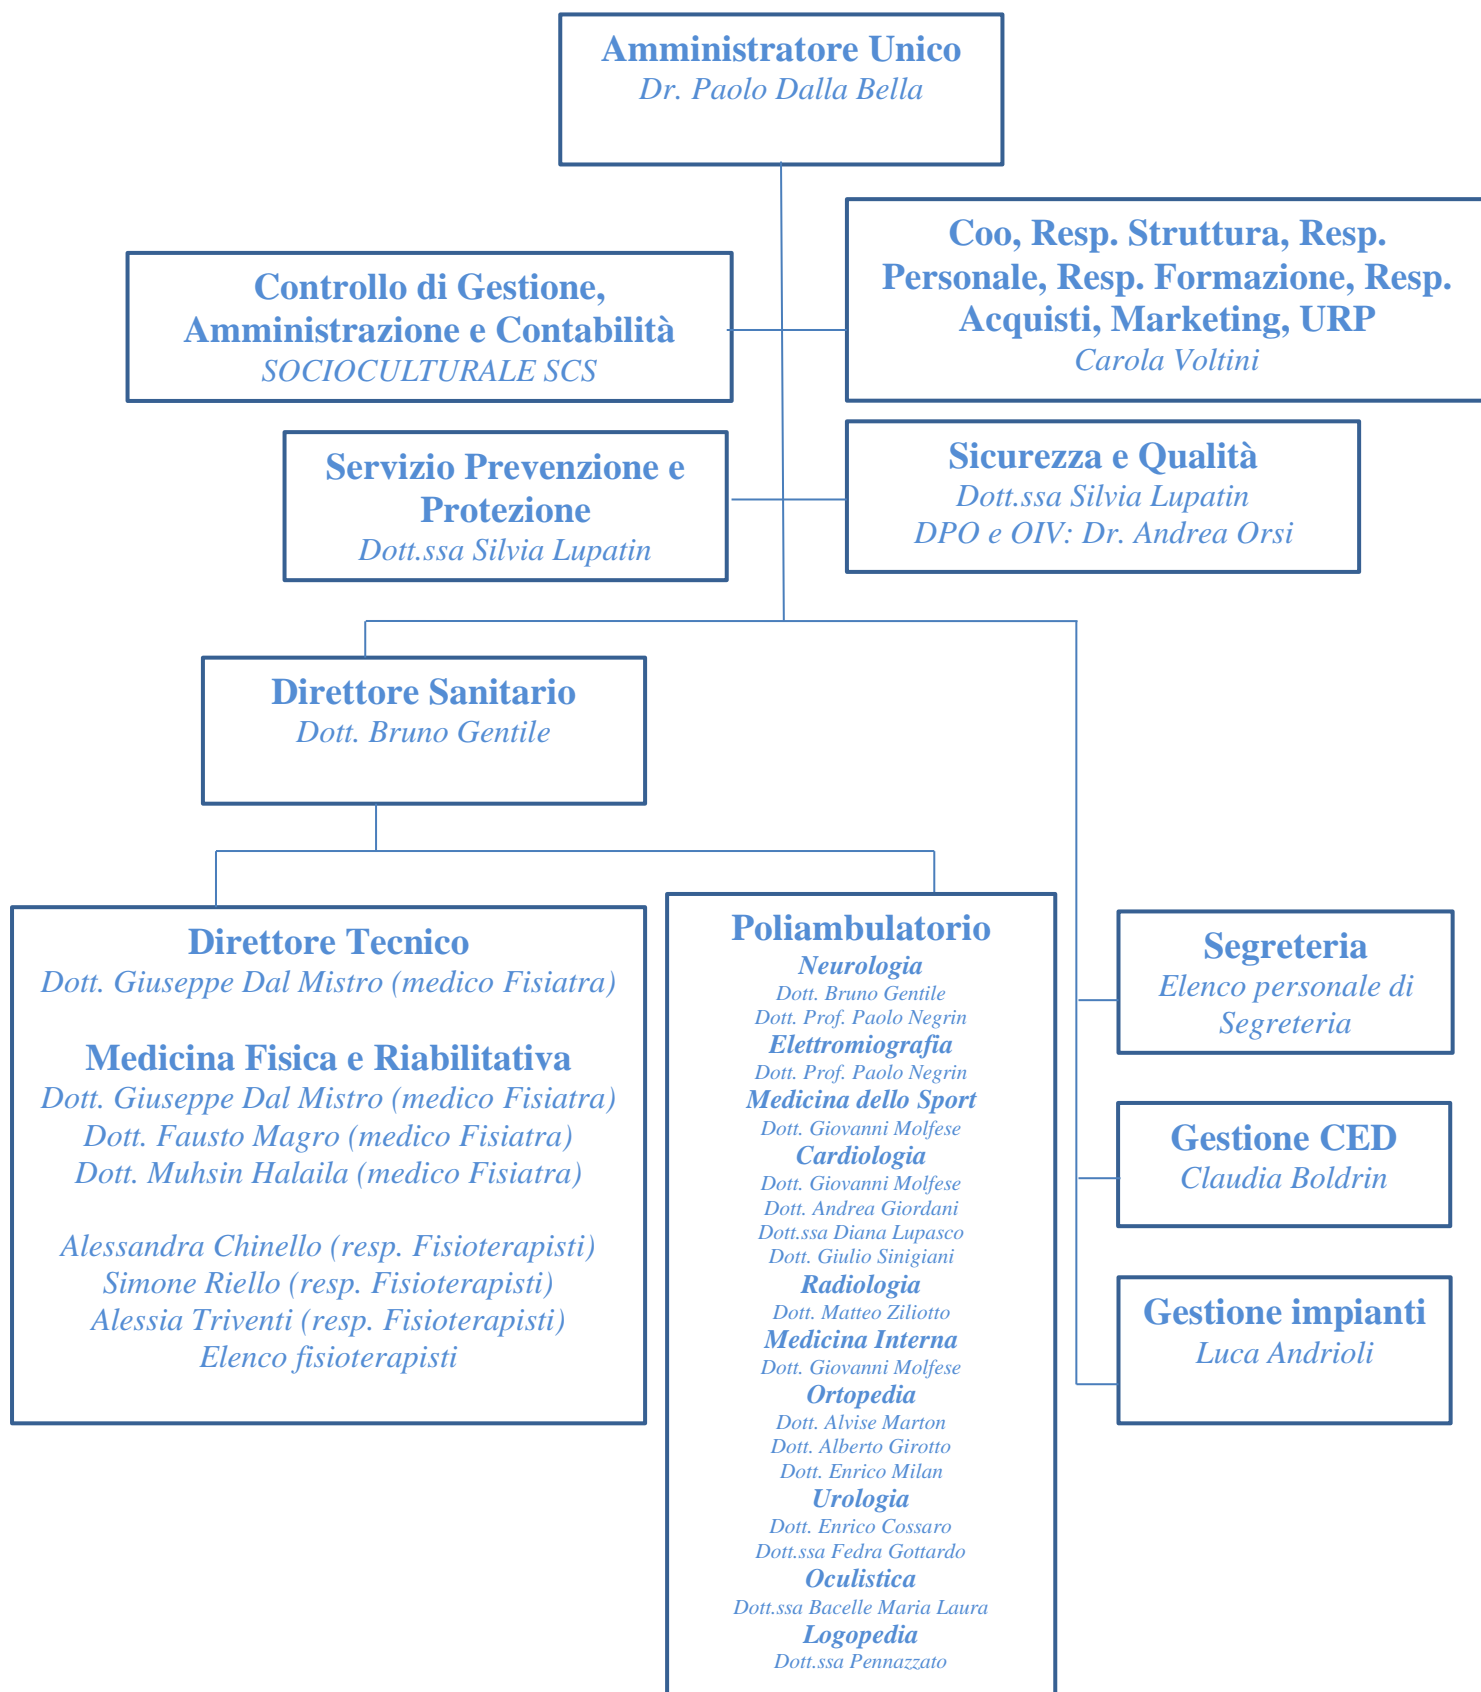 Amministratore Unico
Dr. Paolo Dalla Bella
Coo, Resp. Struttura, Resp.
Personale, Resp. Formazione, Resp.
Acquisti, Marketing, URP
Carola Voltini
Controllo di Gestione,
Amministrazione e Contabilità
SOCIOCULTURALE SCS
Servizio Prevenzione e
Protezione
Dott.ssa Silvia Lupatin
Sicurezza e Qualità
Dott.ssa Silvia Lupatin
DPO e OIV: Dr. Andrea Orsi
Direttore Sanitario
Dott. Bruno Gentile
Direttore Tecnico
Dott. Giuseppe Dal Mistro (medico Fisiatra)
Medicina Fisica e Riabilitativa
Dott. Giuseppe Dal Mistro (medico Fisiatra)
Dott. Fausto Magro (medico Fisiatra)
Dott. Muhsin Halaila (medico Fisiatra)
Alessandra Chinello (resp. Fisioterapisti)
Simone Riello (resp. Fisioterapisti)
Alessia Triventi (resp. Fisioterapisti)
Elenco fisioterapisti
Poliambulatorio
Neurologia
Dott. Bruno Gentile
Dott. Prof. Paolo Negrin
Elettromiografia
Dott. Prof. Paolo Negrin
Medicina dello Sport
Dott. Giovanni Molfese
Cardiologia
Dott. Giovanni Molfese
Dott. Andrea Giordani
Dott.ssa Diana Lupasco
Dott. Giulio Sinigiani
Radiologia
Dott. Matteo Ziliotto
Medicina Interna
Dott. Giovanni Molfese
Ortopedia
Dott. Alvise Marton
Dott. Alberto Girotto
Dott. Enrico Milan
Urologia
Dott. Enrico Cossaro
Dott.ssa Fedra Gottardo
Oculistica
Dott.ssa Bacelle Maria Laura
Logopedia
Dott.ssa Pennazzato
Segreteria
Elenco personale di
Segreteria
Gestione CED
Claudia Boldrin
Gestione impianti
Luca Andrioli